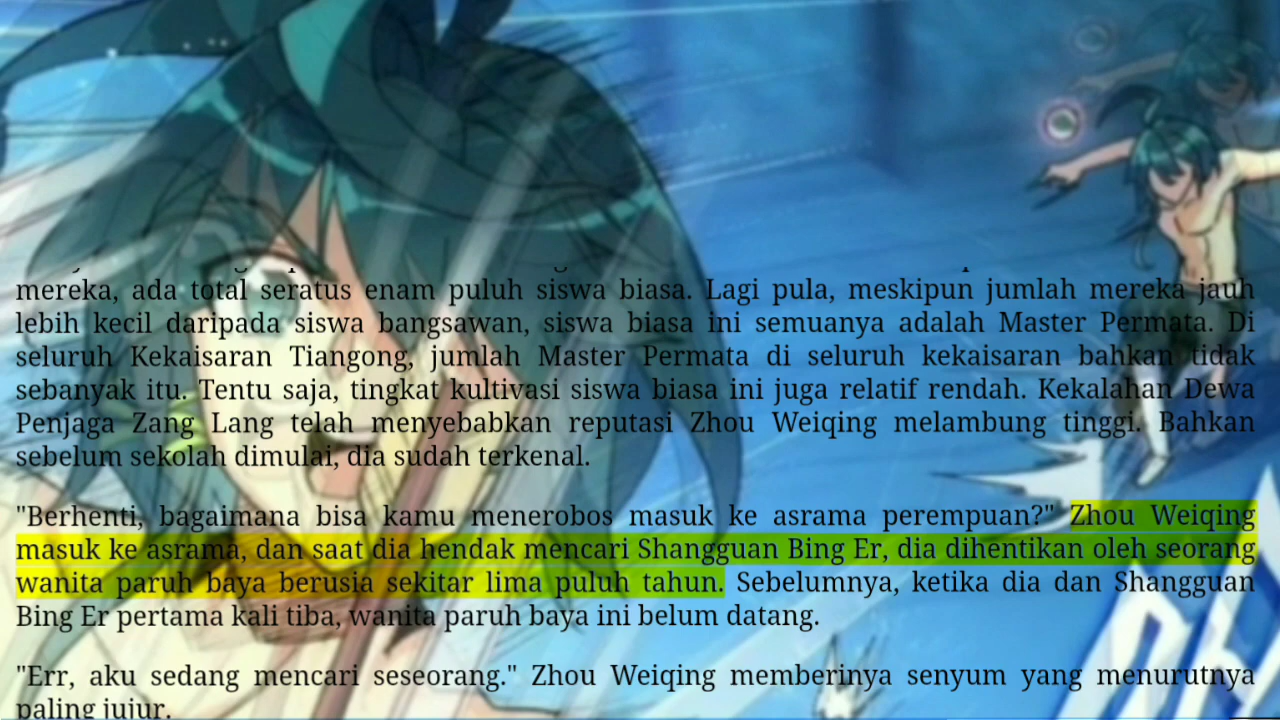 mereka, ada total seratus enam puluh siswa biasa. Lagi pula, meskipun jumlah mereka jauh
lebih kecil daripada siswa bangsawan, siswa biasa ini semuanya adalah Master Permata. Di
seluruh Kekaisaran Tiangong, jumlah Master Permata di seluruh kekaisaran bahkan tidak
sebanyak itu. Tentu saja, tingkat kultivasi siswa biasa ini juga relatif rendah. Kekalahan Dewa
Penjaga Zang Lang telah menyebabkan reputasi Zhou Weiqing melambung tinggi. Bahkan
sebelum sekolah dimulai, dia sudah terkenal.
"Berhenti, bagaimana bisa kamu menerobos masuk ke asrama perempuan?" Zhou Weiqing
masuk ke asrama, dan saat dia hendak mencari Shangguan Bing Er, dia dihentikan oleh seorang
wanita paruh baya berusia sekitar lima puluh tahun. Sebelumnya, ketika dia dan Shangguan
Bing Er pertama kali tiba, wanita paruh baya ini belum datang.
"Err, aku sedang mencari seseorang." Zhou Weiqing memberinya senyum yang menurutnya
paling jujur.